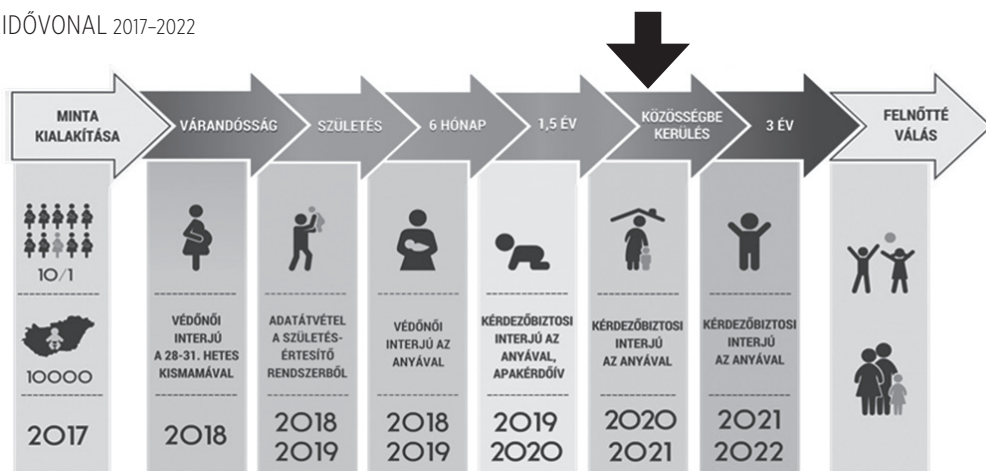 IDŐVONAL 2017–2022
MINTA
KIALAKÍTÁSA
VÁRANDÓSSÁG
SZÜLETÉS
6 HÓNAP
1,5 ÉV
KÖZÖSSÉGBE
KERÜLÉS
3 ÉV
FELNŐTTÉ
VÁLÁS
10/1
10000
2017
VÉDŐNŐI
INTERJÚ
A 28-31. HETES
KISMAMÁVAL
2018
ADATÁTVÉTEL
A SZÜLETÉS-
ÉRTESÍTŐ
RENDSZERBŐL
2018
2019
VÉDŐNŐI
INTERJÚ AZ
ANYÁVAL
2018
2019
KÉRDEZŐBIZTOSI
INTERJÚ AZ
ANYÁVAL,
APAKÉRDŐÍV
2019
2020
KÉRDEZŐBIZTOSI
INTERJÚ
AZ ANYÁVAL
2020
2021
KÉRDEZŐBIZTOSI
INTERJÚ
AZ ANYÁVAL
2021
2022